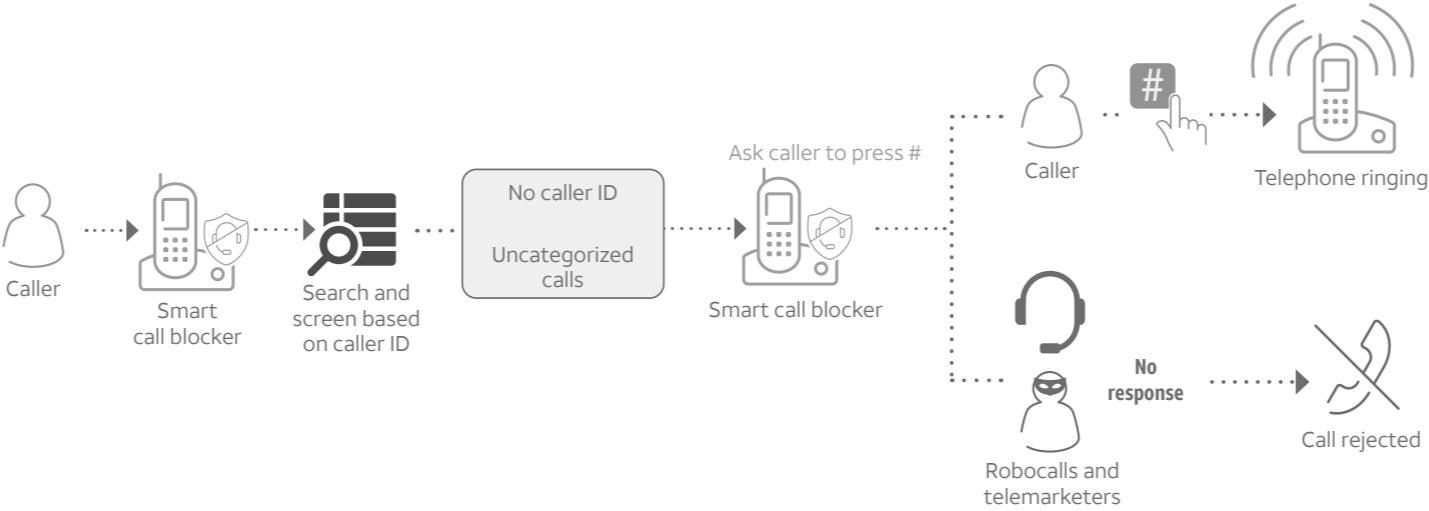 Caller
Smart
call blocker
Search and
screen based
on caller ID
No caller ID
Uncategorized
calls
Ask caller to press #
Smart call blocker
Caller
#
Telephone ringing
No
response
Robocalls and
telemarketers
Call rejected